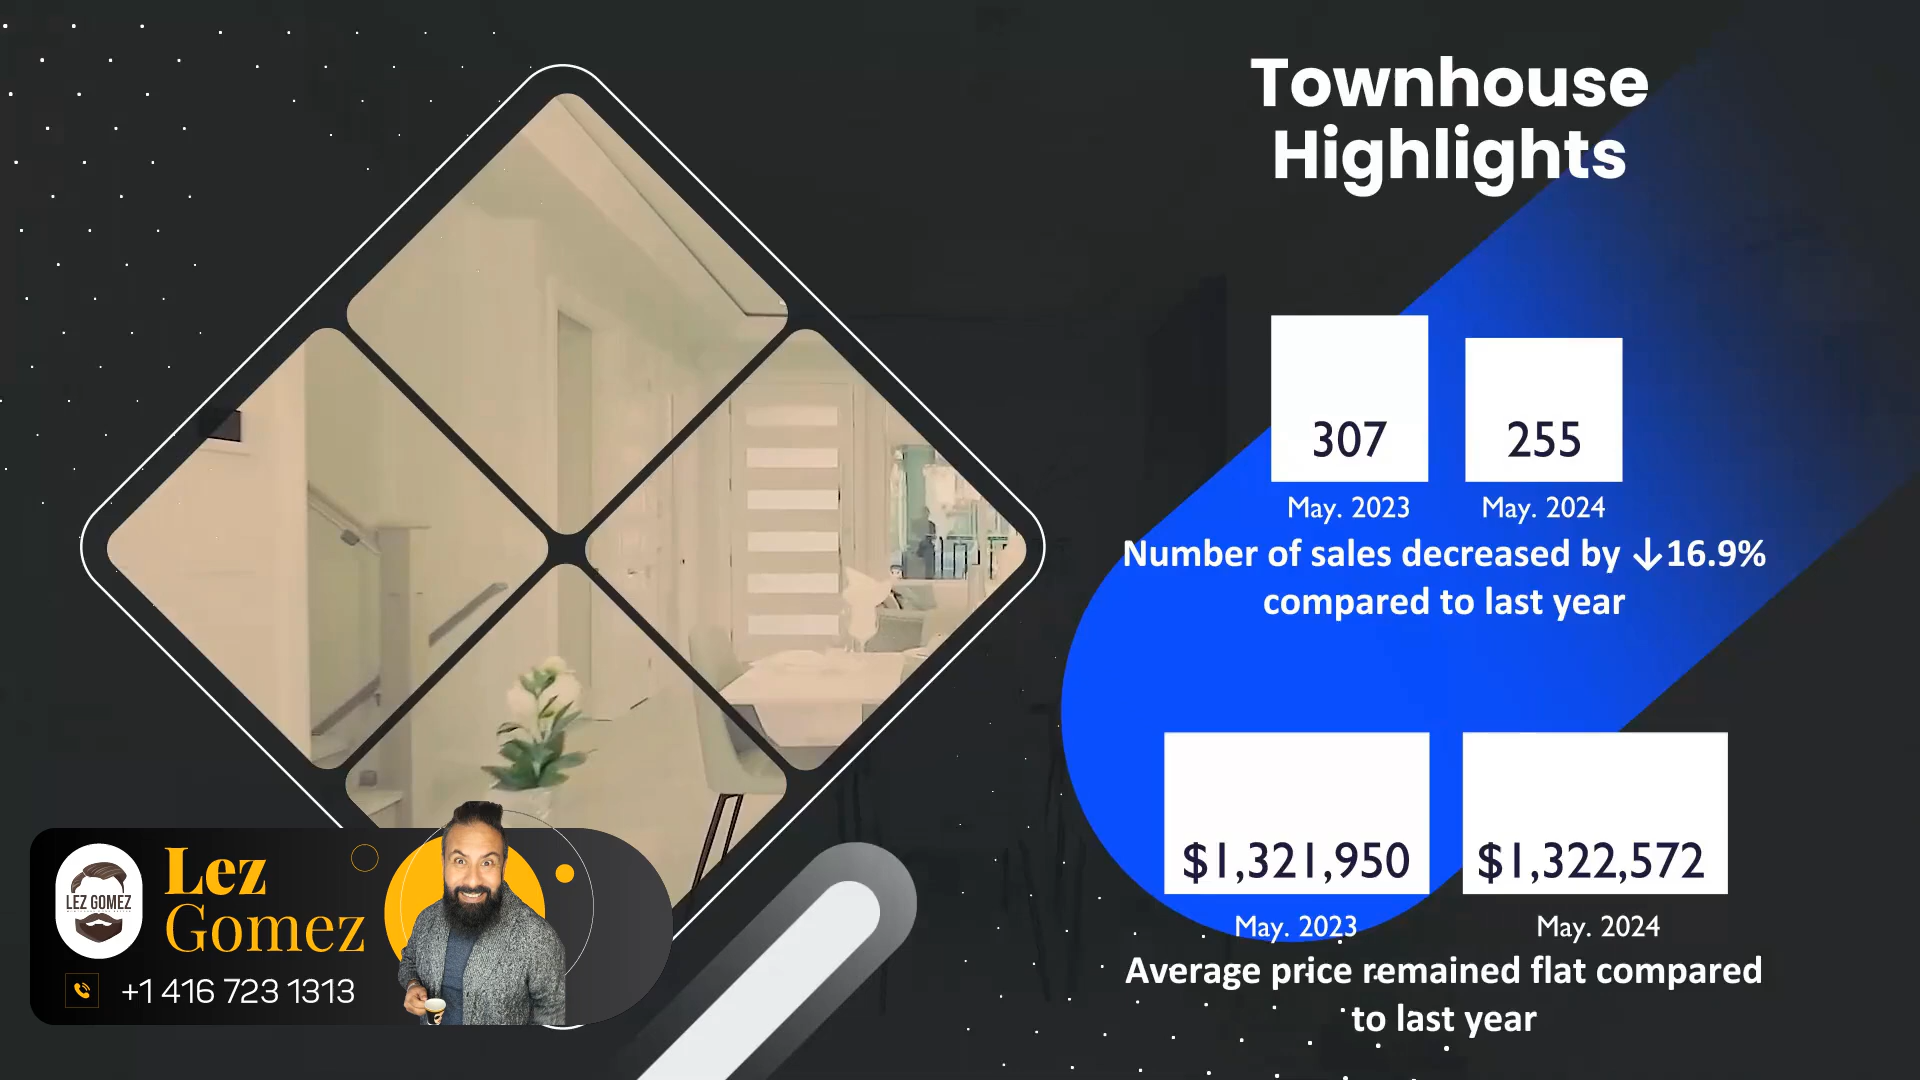 Townhouse
Highlights
307
255
May. 2023
May. 2024
Number of sales decreased by ↓16.9%
compared to last year
$1,321,950
$1,322,572
May. 2023
May. 2024
Average price remained flat compared
to last year
LEZ GOMEZ
Lez
Gomez
+1 416 723 1313